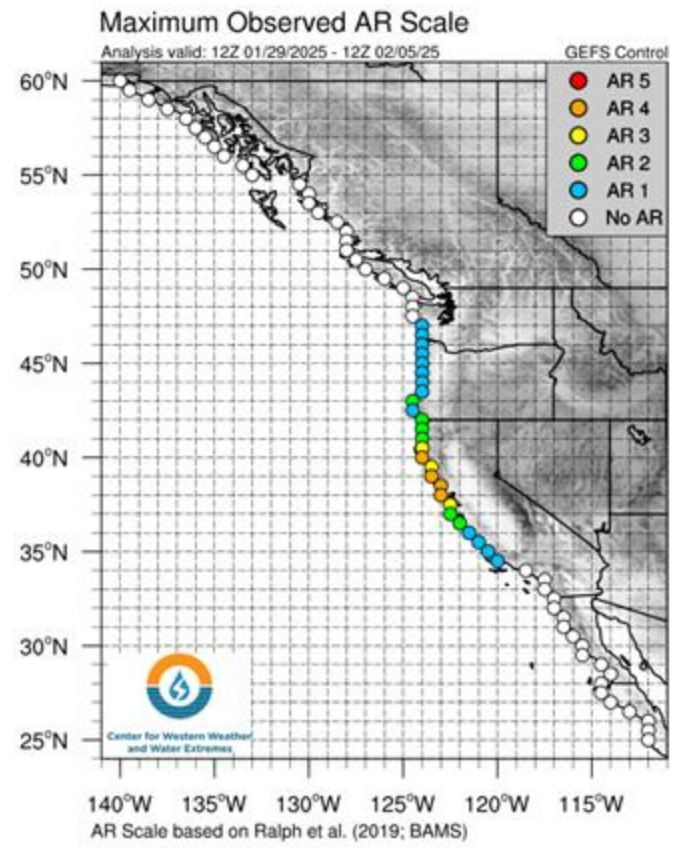 Maximum Observed AR Scale
Analysis valid: 12Z 01/29/2025 - 12Z 02/05/25 GEFS Control
60°N
55°N
50°N
45°N
40°N
35°N
30°N
25°N
AR 5
AR 4
AR 3
AR 2
AR 1
No AR
Center for Western Weather
and Water Extremes
140°W 135°W 130°W 125°W 120°W 115°W
AR Scale based on Ralph et al. (2019; BAMS)